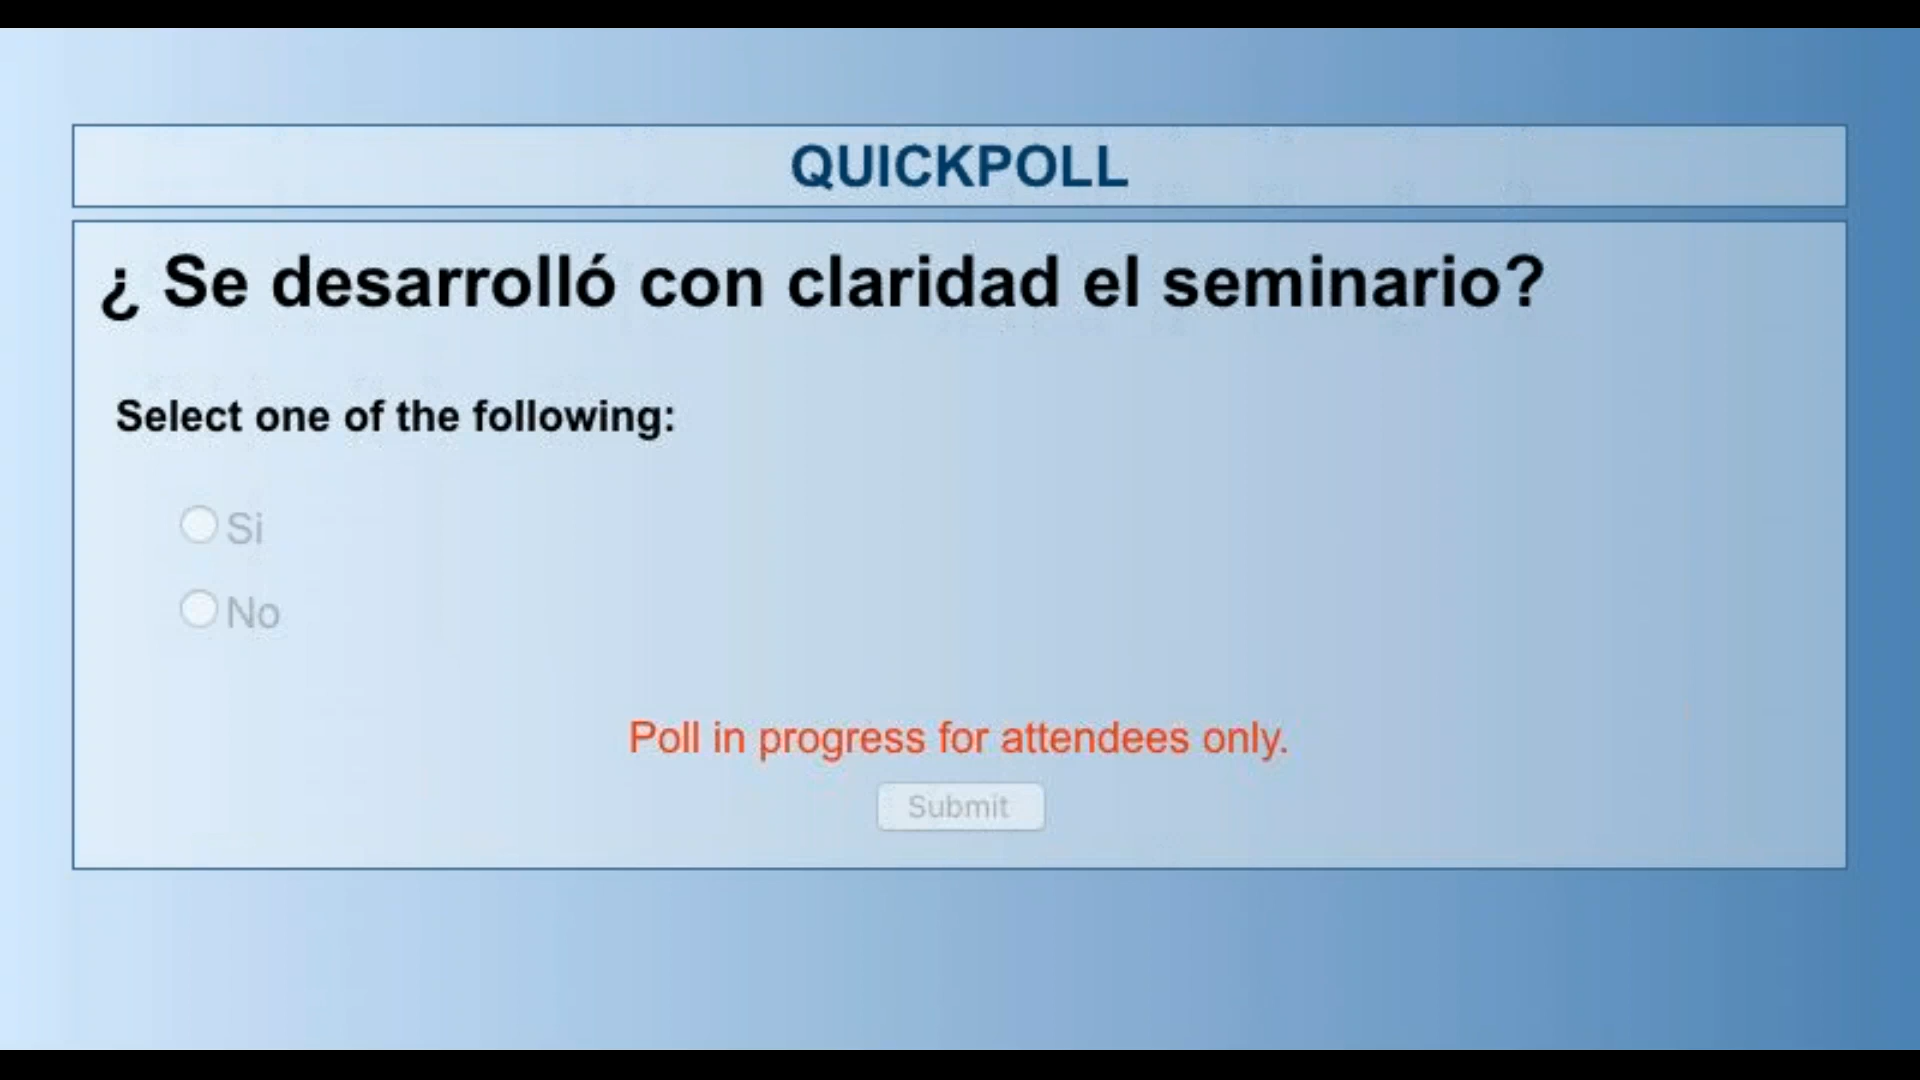 QUICKPOLL
¿ Se desarrolló con claridad el seminario?
Select one of the following:
Si
No
Poll in progress for attendees only.
Submit